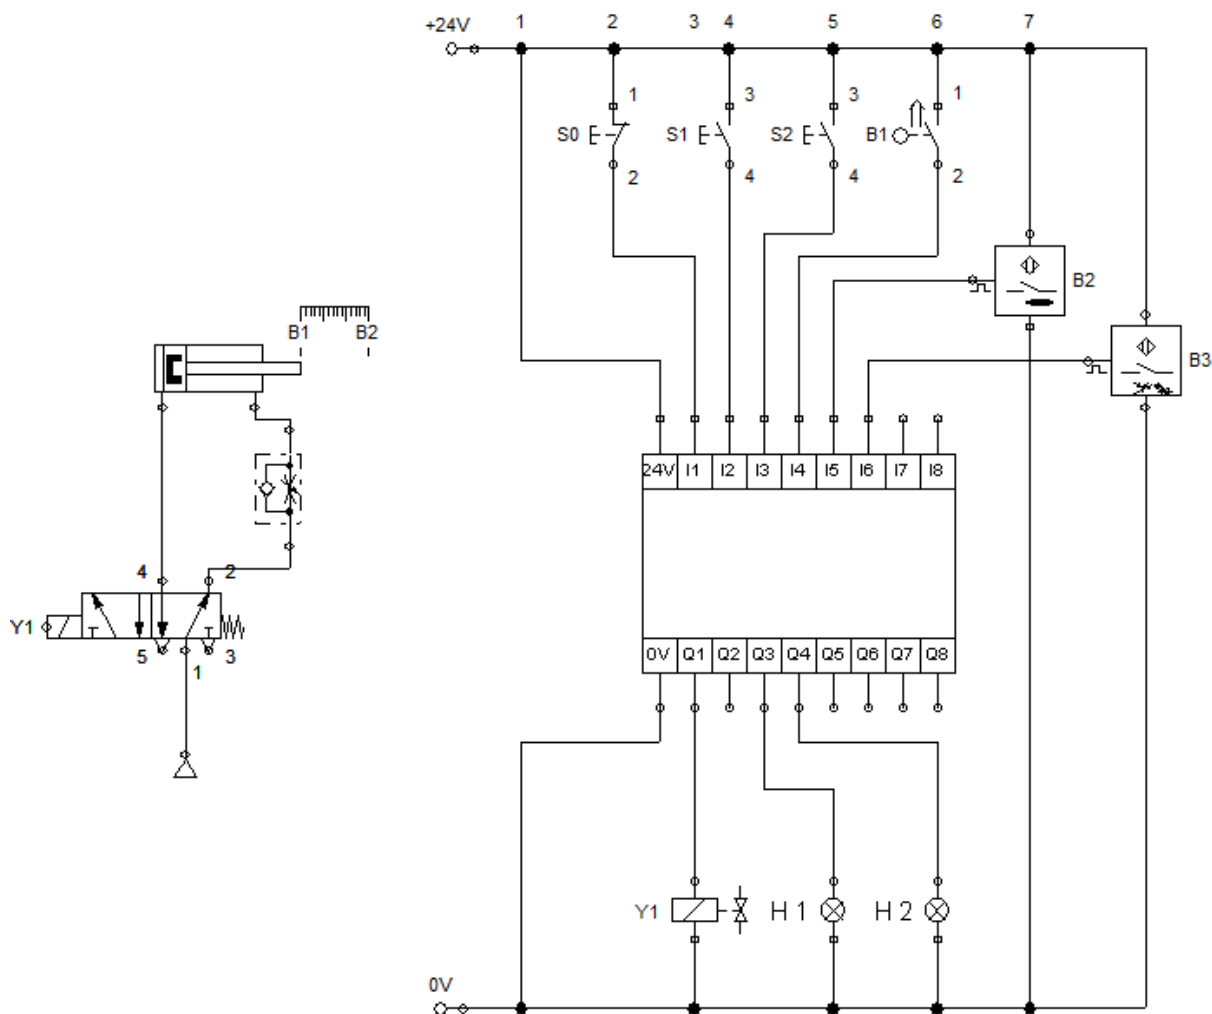 +24V 1 2 3 4 5 6 7
1 3 3 1
S0 S1 S2 B1
2 4 4 2
B2
B1 B2
B3
24V I1 I2 I3 I4 I5 I6 I7 I8
4 2
Y1
5 1 3
0V Q1 Q2 Q3 Q4 Q5 Q6 Q7 Q8
Y1 H1 H2
0V